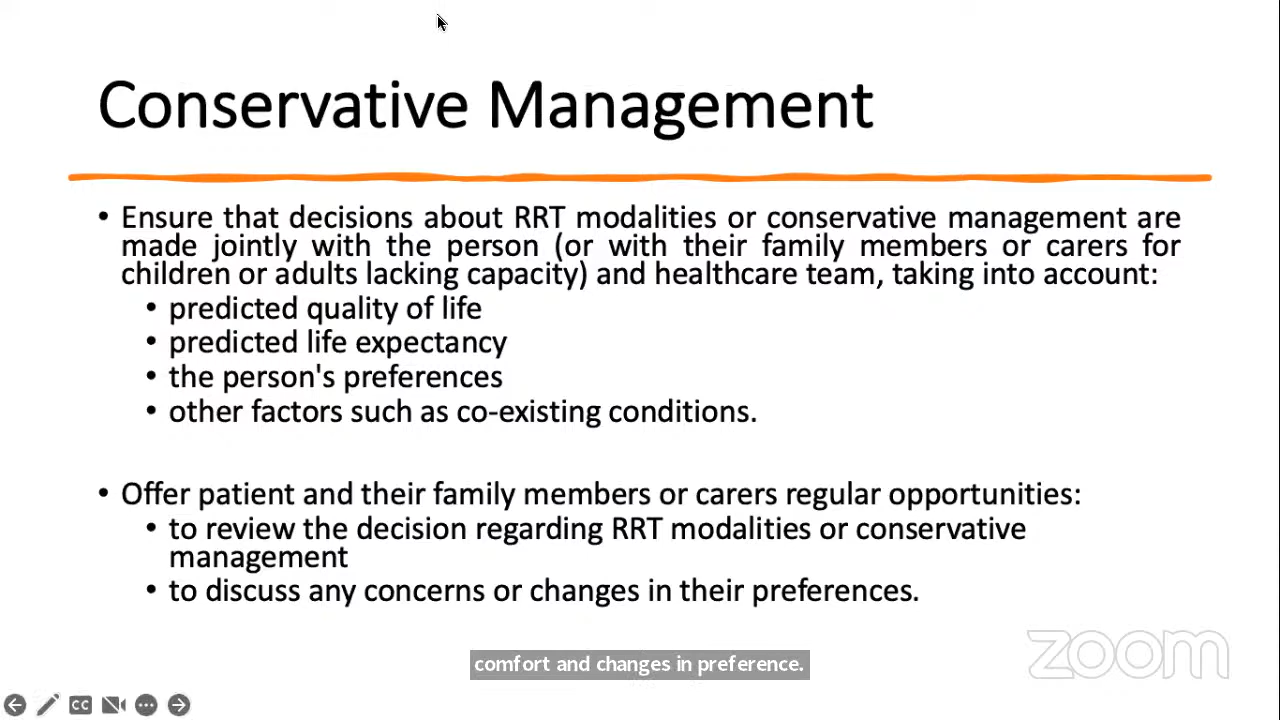 Conservative Management
• Ensure that decisions about RRT modalities or conservative management are
made jointly with the person (or with their family members or carers for
children or adults lacking capacity) and healthcare team, taking into account:
• predicted quality of life
• predicted life expectancy
• the person's preferences
• other factors such as co-existing conditions.
• Offer patient and their family members or carers regular opportunities:
• to review the decision regarding RRT modalities or conservative
management
• to discuss any concerns or changes in their preferences.
zoom
comfort and changes in preference.
CC